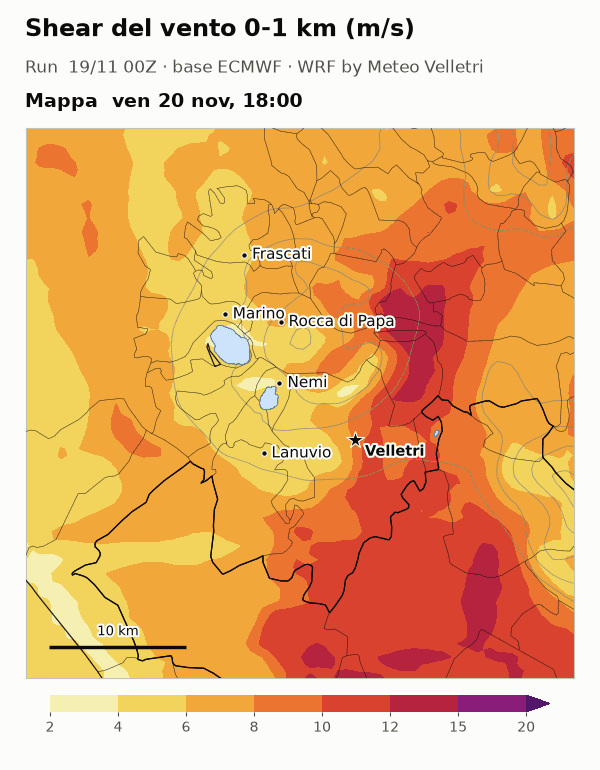 Shear del vento 0-1 km (m/s)
Run  19/11 00Z · base ECMWF · WRF by Meteo Velletri
Mappa  ven 20 nov, 18:00
Frascati
Marino
Rocca di Papa
Nemi
Velletri
Lanuvio
10 km
2 4 6 8 10 12 15 20